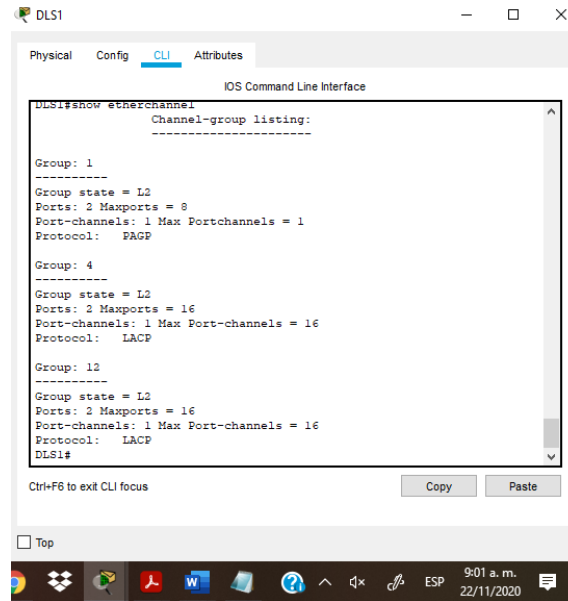 DLS1
Physical Config CLI Attributes
IOS Command Line Interface
DLS1#show etherchannel
Channel-group listing:
----------------------
Group: 1
----------
Group state = L2
Ports: 2 Maxports = 8
Port-channels: 1 Max Portchannels = 1
Protocol: PAGP
Group: 4
----------
Group state = L2
Ports: 2 Maxports = 16
Port-channels: 1 Max Port-channels = 16
Protocol: LACP
Group: 12
----------
Group state = L2
Ports: 2 Maxports = 16
Port-channels: 1 Max Port-channels = 16
Protocol: LACP
DLS1#
Ctrl+F6 to exit CLI focus
Copy
Paste
Top
ESP
9:01 a. m.
22/11/2020